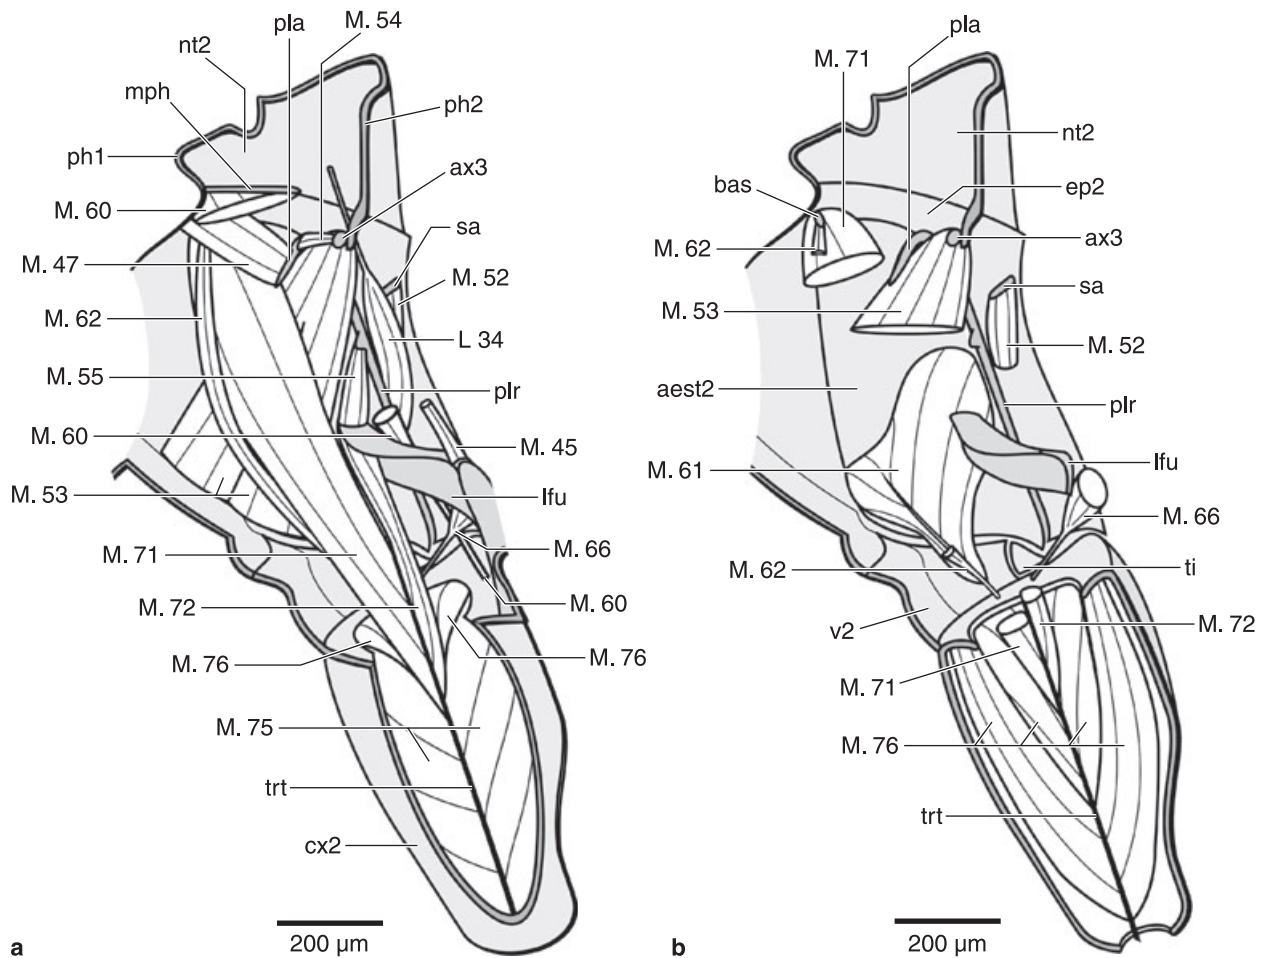 pla
M. 54
nt2
mph
ph2
ph1
ax3
M. 60
sa
M. 47
M. 52
M. 62
L 34
M. 55
plr
M. 60
M. 45
M. 53
lfu
M. 71
M. 66
M. 72
M. 60
M. 76
M. 76
M. 75
trt
cx2
200 µm
a
pla
M. 71
nt2
bas
ep2
M. 62
ax3
sa
M. 53
M. 52
aest2
plr
M. 61
lfu
M. 66
M. 62
ti
v2
M. 72
M. 71
M. 76
trt
200 µm
b